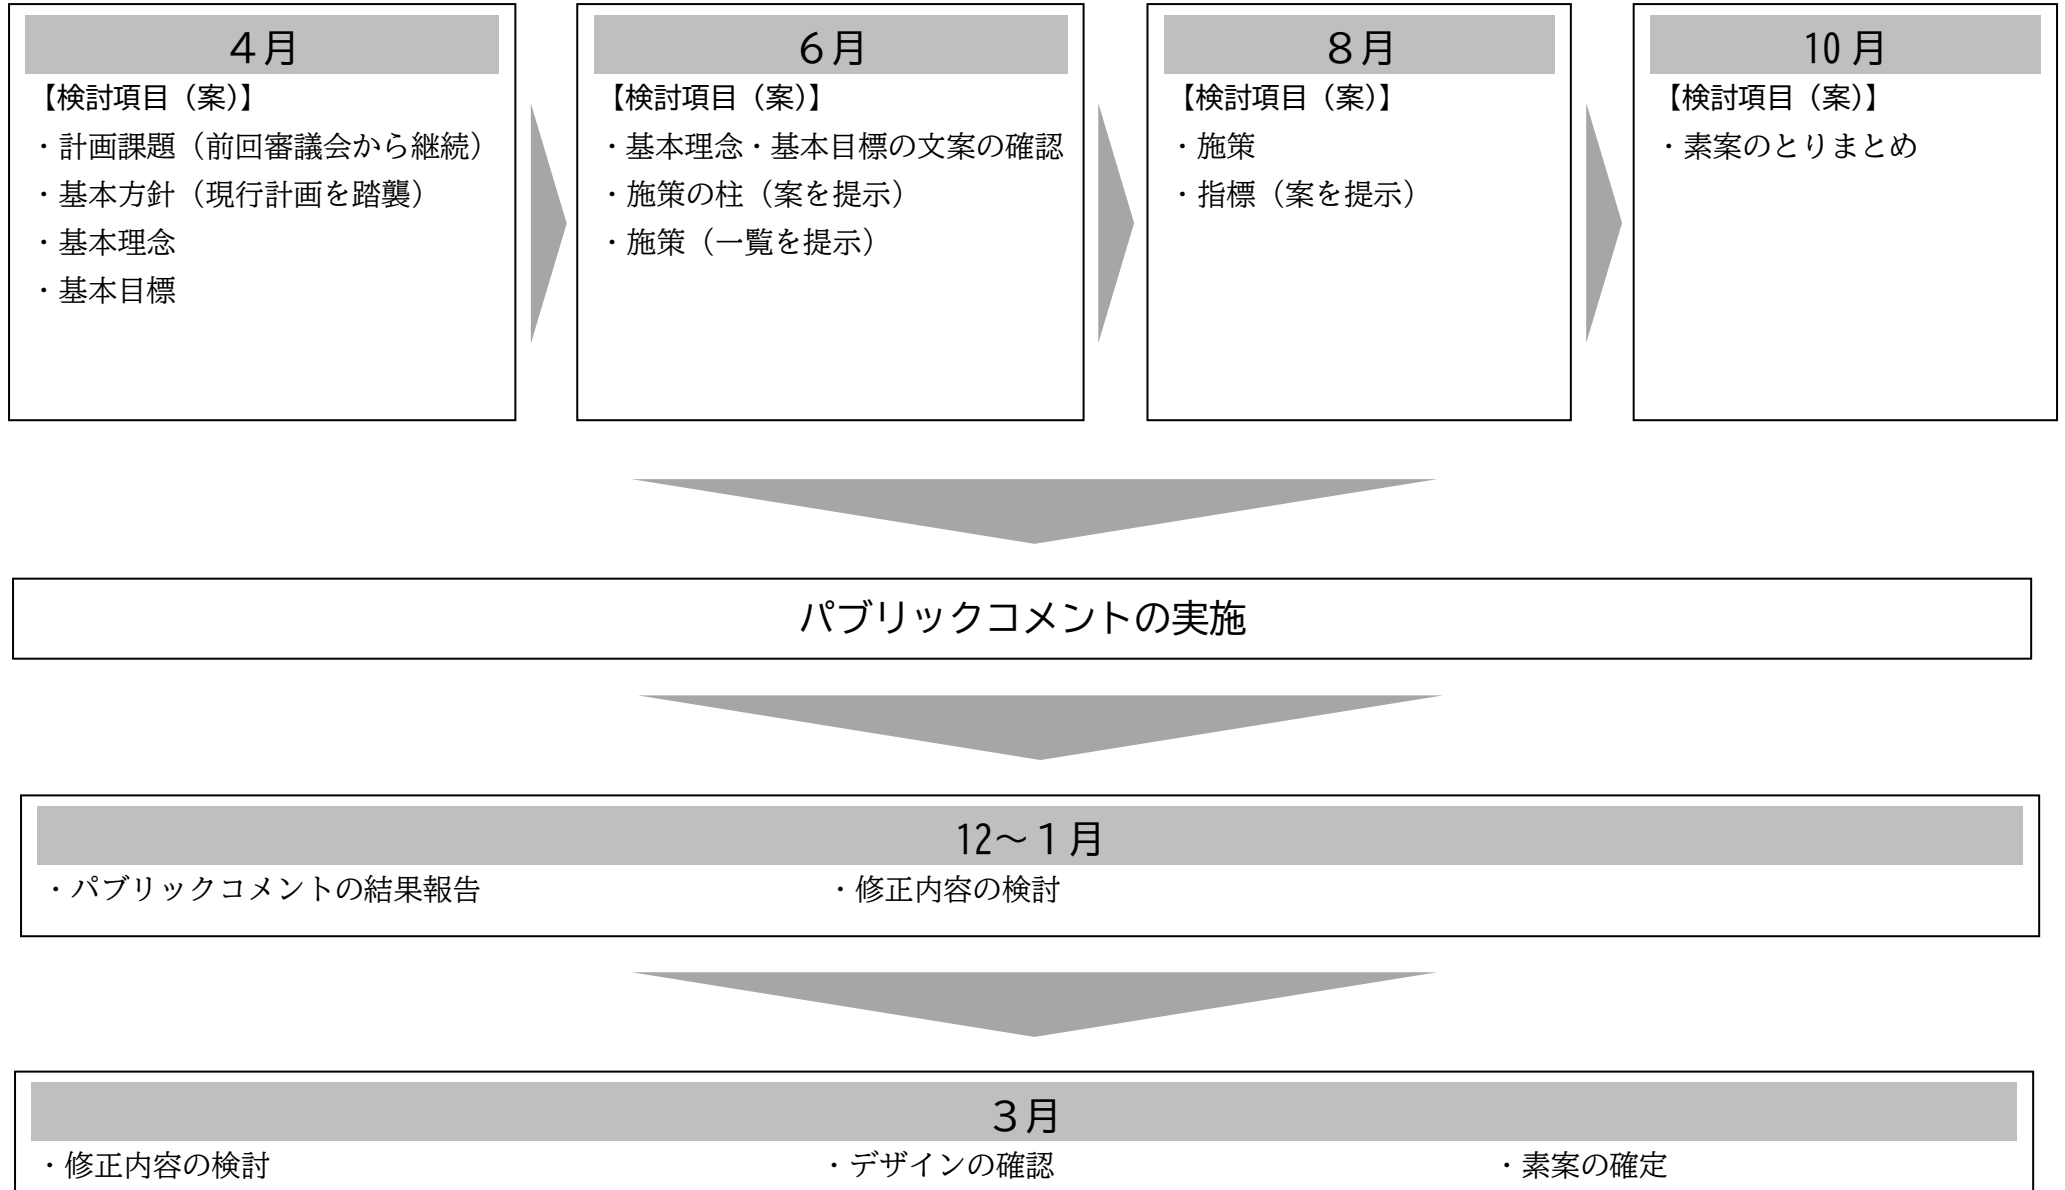 ４月
【検討項目（案）】
・計画課題（前回審議会から継続）
・基本方針（現行計画を踏襲）
・基本理念
・基本目標
６月
【検討項目（案）】
・基本理念・基本目標の文案の確認
・施策の柱（案を提示）
・施策（一覧を提示）
８月
【検討項目（案）】
・施策
・指標（案を提示）
10 月
【検討項目（案）】
・素案のとりまとめ
パブリックコメントの実施
12～１月
・パブリックコメントの結果報告
・修正内容の検討
３月
・修正内容の検討
・デザインの確認
・素案の確定